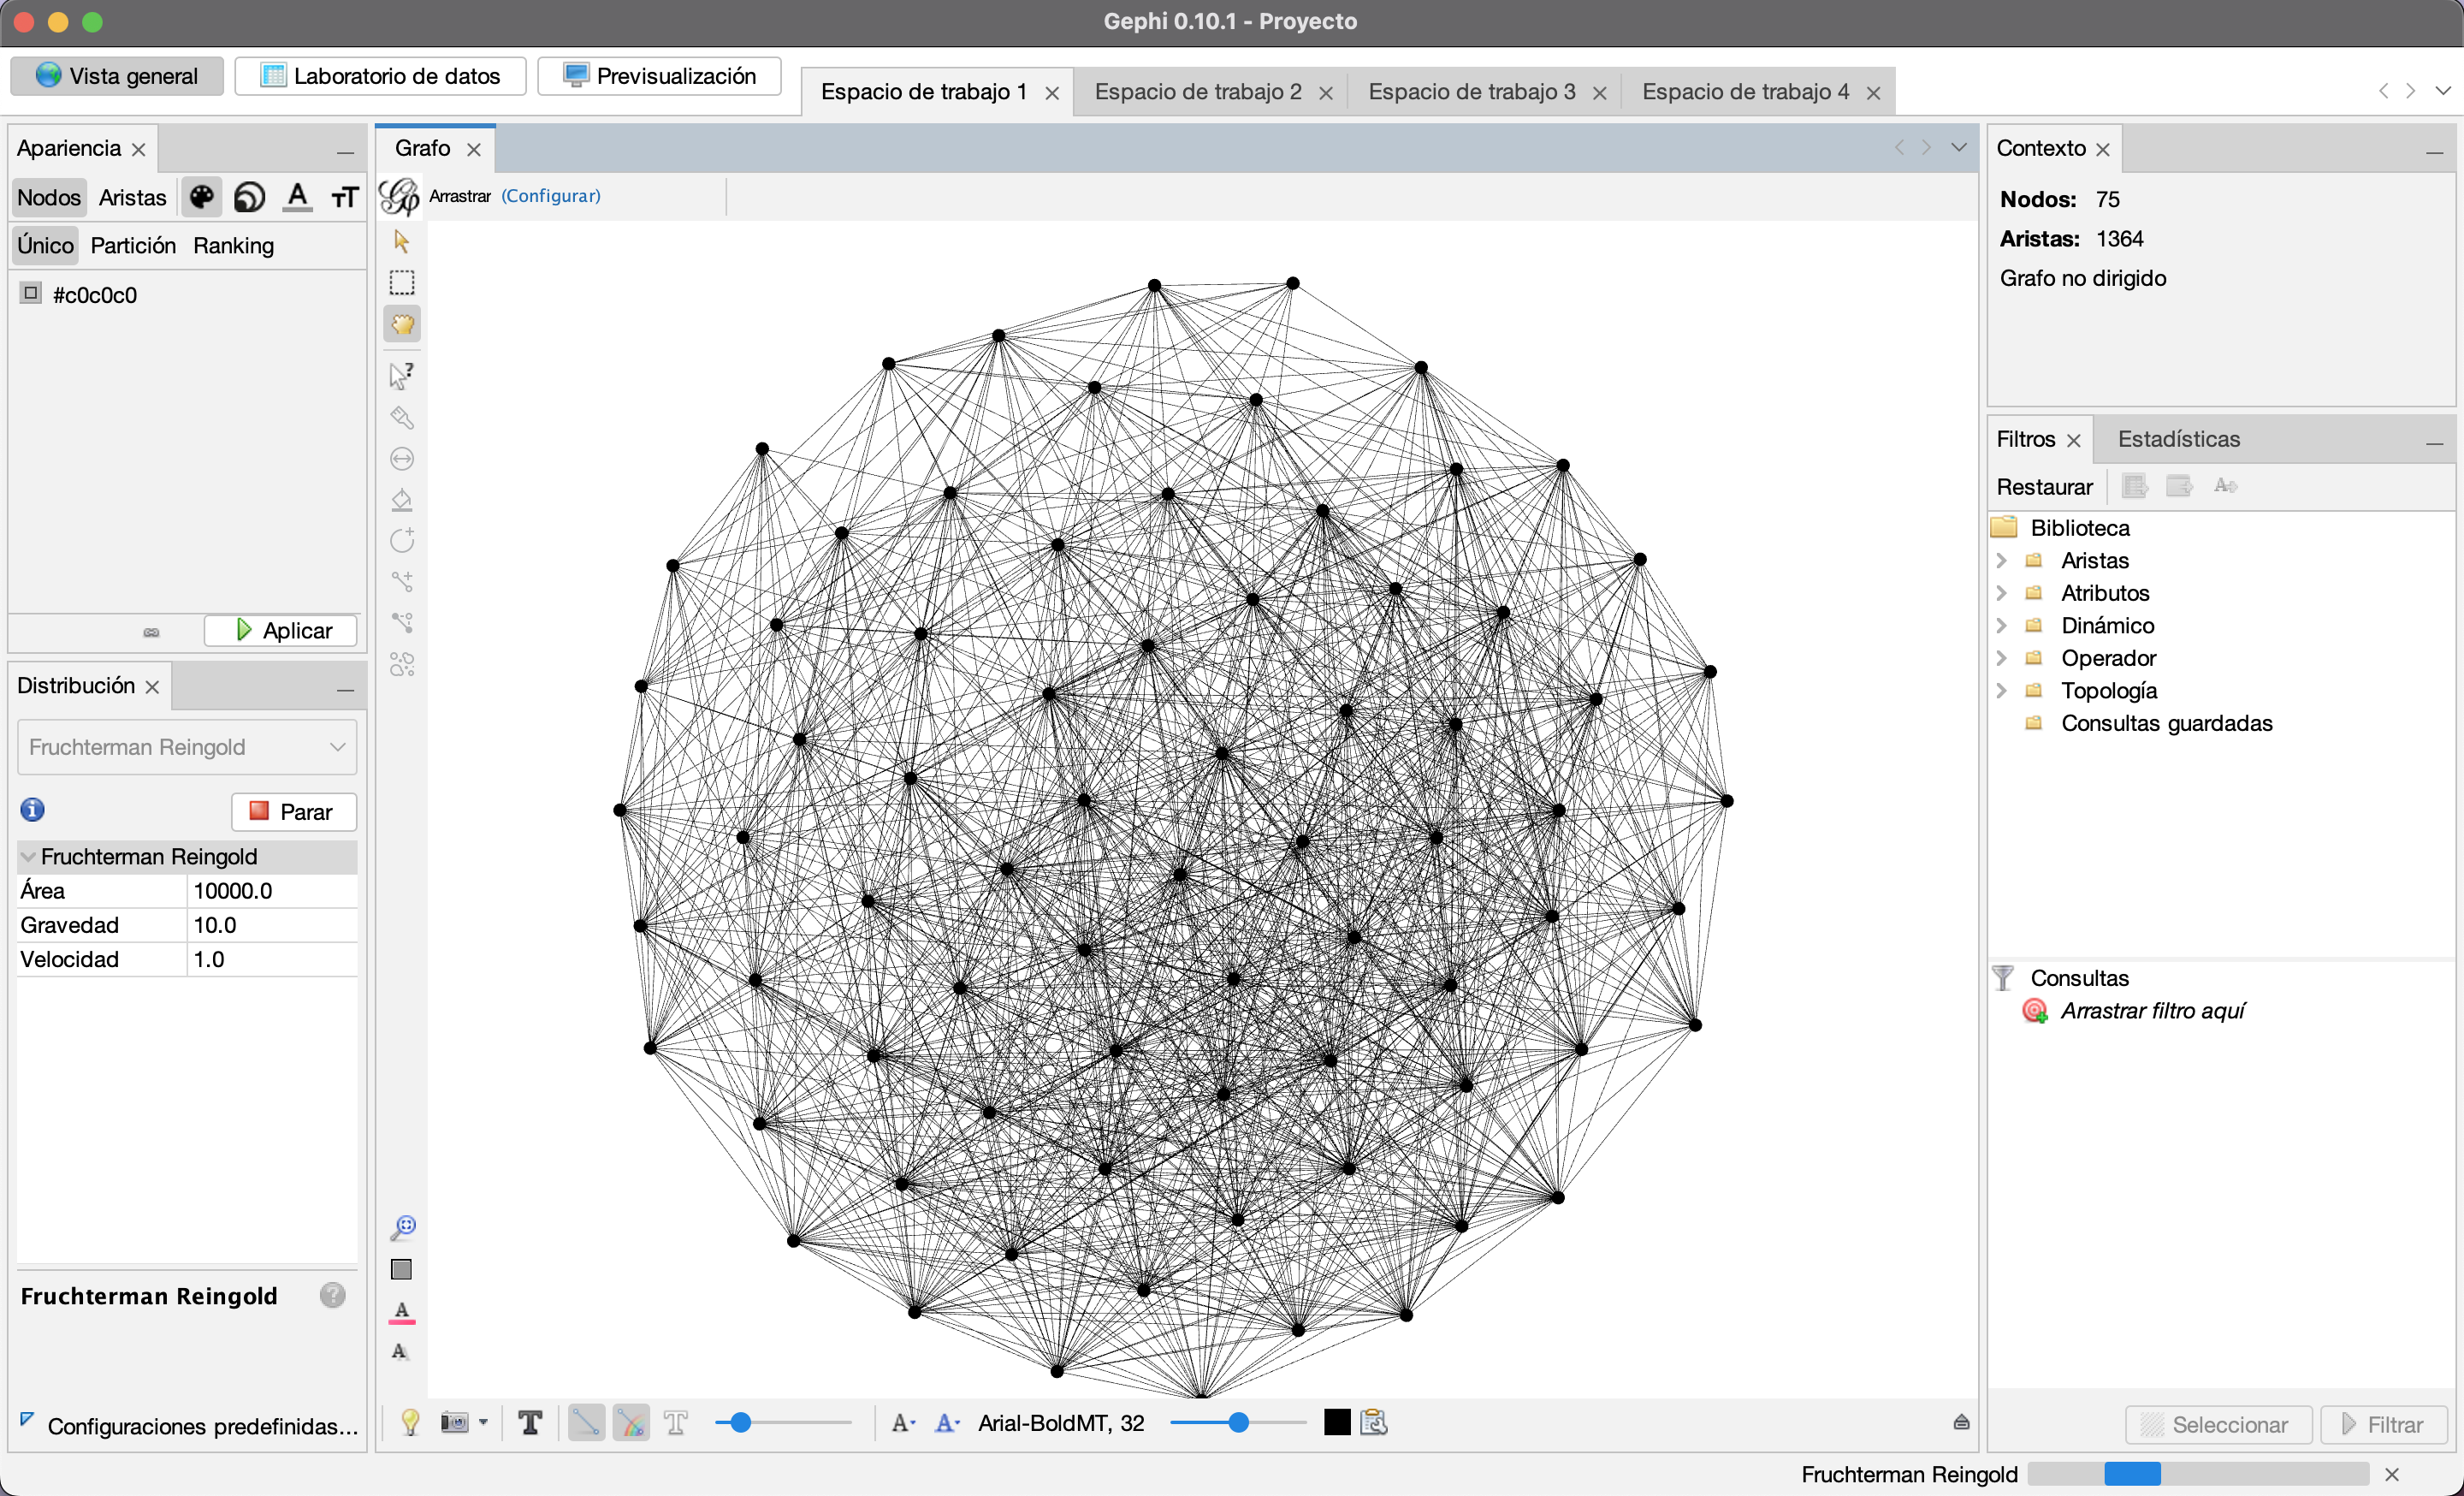 Gephi 0.10.1 - Proyecto
Vista general
Laboratorio de datos
Previsualización
Espacio de trabajo 1
Espacio de trabajo 2
Espacio de trabajo 3
Espacio de trabajo 4
Apariencia
Nodos Aristas
Único Partición Ranking
#c0c0c0
Aplicar
Distribución
Fruchterman Reingold
Parar
Fruchterman Reingold
Área 10000.0
Gravedad 10.0
Velocidad 1.0
Fruchterman Reingold
Configuraciones predefinidas...
Grafo
Arrastrar (Configurar)
Arial-BoldMT, 32
Contexto
Nodos: 75
Aristas: 1364
Grafo no dirigido
Filtros Estadísticas
Restaurar
Biblioteca
Aristas
Atributos
Dinámico
Operador
Topología
Consultas guardadas
Consultas
Arrastrar filtro aquí
Seleccionar Filtrar
Fruchterman Reingold